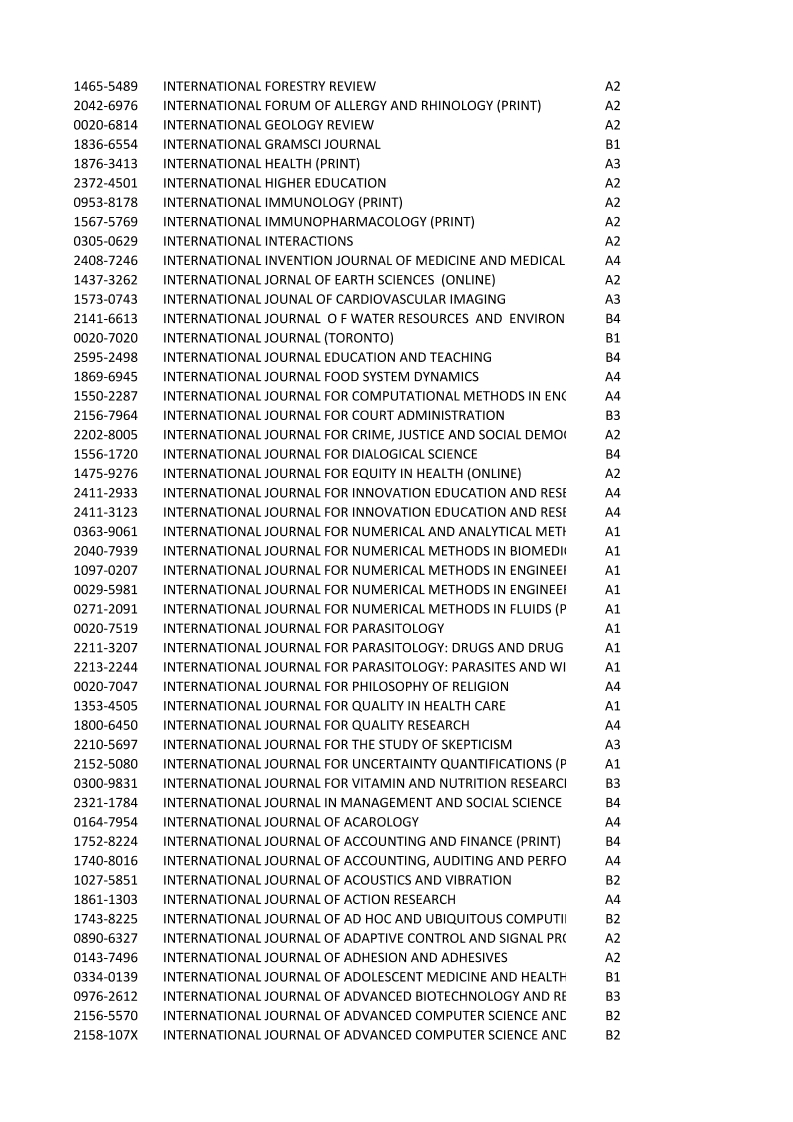 1465-5489 INTERNATIONAL FORESTRY REVIEW A2
2042-6976 INTERNATIONAL FORUM OF ALLERGY AND RHINOLOGY (PRINT) A2
0020-6814 INTERNATIONAL GEOLOGY REVIEW A2
1836-6554 INTERNATIONAL GRAMSCI JOURNAL B1
1876-3413 INTERNATIONAL HEALTH (PRINT) A3
2372-4501 INTERNATIONAL HIGHER EDUCATION A2
0953-8178 INTERNATIONAL IMMUNOLOGY (PRINT) A2
1567-5769 INTERNATIONAL IMMUNOPHARMACOLOGY (PRINT) A2
0305-0629 INTERNATIONAL INTERACTIONS A2
2408-7246 INTERNATIONAL INVENTION JOURNAL OF MEDICINE AND MEDICAL A4
1437-3262 INTERNATIONAL JORNAL OF EARTH SCIENCES (ONLINE) A2
1573-0743 INTERNATIONAL JOUNAL OF CARDIOVASCULAR IMAGING A3
2141-6613 INTERNATIONAL JOURNAL O F WATER RESOURCES AND ENVIRON B4
0020-7020 INTERNATIONAL JOURNAL (TORONTO) B1
2595-2498 INTERNATIONAL JOURNAL EDUCATION AND TEACHING B4
1869-6945 INTERNATIONAL JOURNAL FOOD SYSTEM DYNAMICS A4
1550-2287 INTERNATIONAL JOURNAL FOR COMPUTATIONAL METHODS IN ENG A4
2156-7964 INTERNATIONAL JOURNAL FOR COURT ADMINISTRATION B3
2202-8005 INTERNATIONAL JOURNAL FOR CRIME, JUSTICE AND SOCIAL DEMO A2
1556-1720 INTERNATIONAL JOURNAL FOR DIALOGICAL SCIENCE B4
1475-9276 INTERNATIONAL JOURNAL FOR EQUITY IN HEALTH (ONLINE) A2
2411-2933 INTERNATIONAL JOURNAL FOR INNOVATION EDUCATION AND RESE A4
2411-3123 INTERNATIONAL JOURNAL FOR INNOVATION EDUCATION AND RESE A4
0363-9061 INTERNATIONAL JOURNAL FOR NUMERICAL AND ANALYTICAL METH A1
2040-7939 INTERNATIONAL JOURNAL FOR NUMERICAL METHODS IN BIOMEDI A1
1097-0207 INTERNATIONAL JOURNAL FOR NUMERICAL METHODS IN ENGINEER A1
0029-5981 INTERNATIONAL JOURNAL FOR NUMERICAL METHODS IN ENGINEER A1
0271-2091 INTERNATIONAL JOURNAL FOR NUMERICAL METHODS IN FLUIDS (P A1
0020-7519 INTERNATIONAL JOURNAL FOR PARASITOLOGY A1
2211-3207 INTERNATIONAL JOURNAL FOR PARASITOLOGY: DRUGS AND DRUG A1
2213-2244 INTERNATIONAL JOURNAL FOR PARASITOLOGY: PARASITES AND WI A1
0020-7047 INTERNATIONAL JOURNAL FOR PHILOSOPHY OF RELIGION A4
1353-4505 INTERNATIONAL JOURNAL FOR QUALITY IN HEALTH CARE A1
1800-6450 INTERNATIONAL JOURNAL FOR QUALITY RESEARCH A4
2210-5697 INTERNATIONAL JOURNAL FOR THE STUDY OF SKEPTICISM A3
2152-5080 INTERNATIONAL JOURNAL FOR UNCERTAINTY QUANTIFICATIONS (P A1
0300-9831 INTERNATIONAL JOURNAL FOR VITAMIN AND NUTRITION RESEARCH B3
2321-1784 INTERNATIONAL JOURNAL IN MANAGEMENT AND SOCIAL SCIENCE B4
0164-7954 INTERNATIONAL JOURNAL OF ACAROLOGY A4
1752-8224 INTERNATIONAL JOURNAL OF ACCOUNTING AND FINANCE (PRINT) B4
1740-8016 INTERNATIONAL JOURNAL OF ACCOUNTING, AUDITING AND PERFO A4
1027-5851 INTERNATIONAL JOURNAL OF ACOUSTICS AND VIBRATION B2
1861-1303 INTERNATIONAL JOURNAL OF ACTION RESEARCH A4
1743-8225 INTERNATIONAL JOURNAL OF AD HOC AND UBIQUITOUS COMPUTI B2
0890-6327 INTERNATIONAL JOURNAL OF ADAPTIVE CONTROL AND SIGNAL PRO A2
0143-7496 INTERNATIONAL JOURNAL OF ADHESION AND ADHESIVES A2
0334-0139 INTERNATIONAL JOURNAL OF ADOLESCENT MEDICINE AND HEALTH B1
0976-2612 INTERNATIONAL JOURNAL OF ADVANCED BIOTECHNOLOGY AND RE B3
2156-5570 INTERNATIONAL JOURNAL OF ADVANCED COMPUTER SCIENCE AND B2
2158-107X INTERNATIONAL JOURNAL OF ADVANCED COMPUTER SCIENCE AND B2